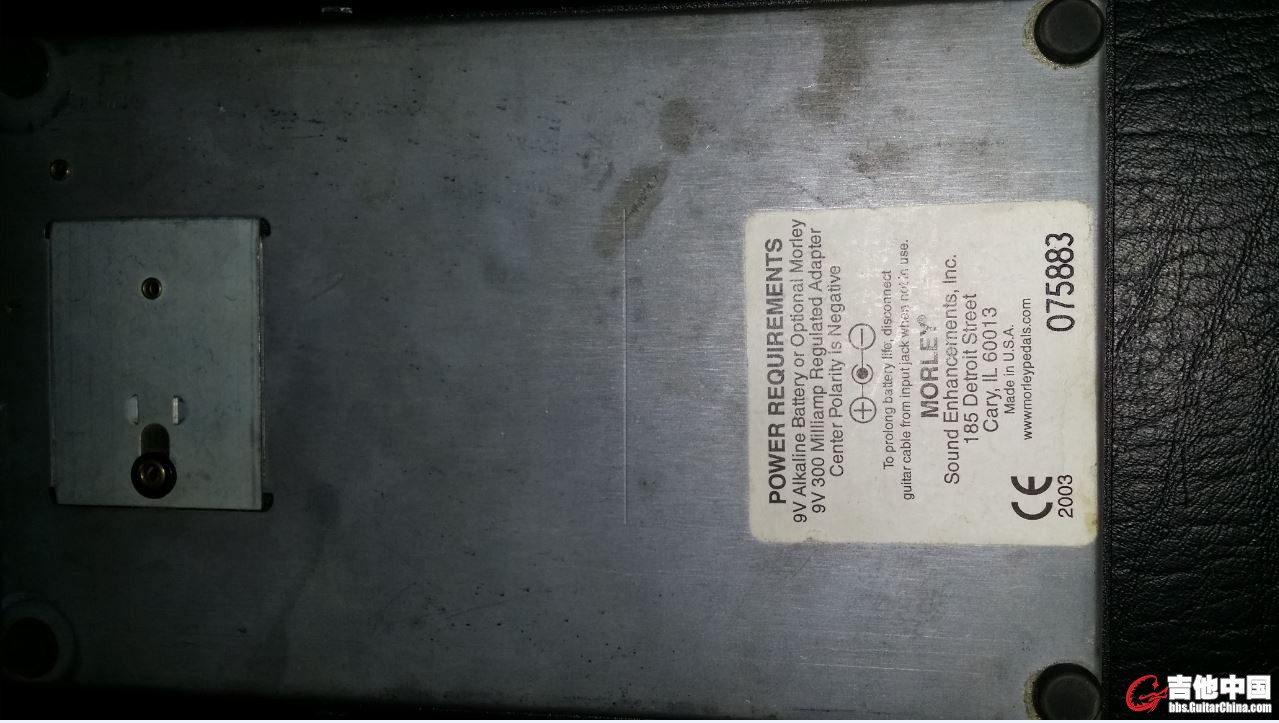 POWER REQUIREMENTS
9V Alkaline Battery or Optional Morley
9V 300 Milliamp Regulated Adapter
Center Polarity is Negative
To prolong battery life, disconnect
guitar cable from input jack when not in use.
MORLEY®
Sound Enhancements, Inc.
185 Detroit Street
Cary, IL 60013
Made in U.S.A.
www.morleypedals.com
CE
2003
075883
吉他中国
bbs.GuitarChina.com